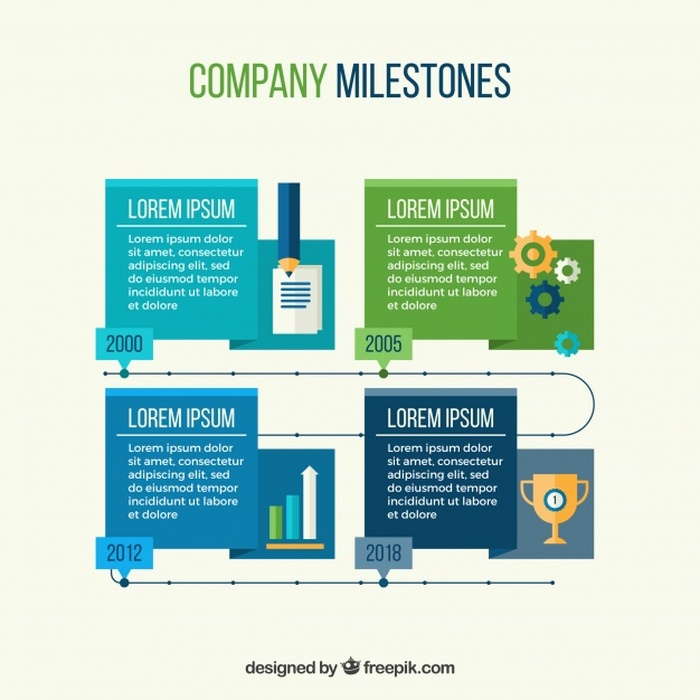 COMPANY MILESTONES
LOREM IPSUM
Lorem ipsum dolor
sit amet, consectetur
adipiscing elit, sed
do eiusmod tempor
incididunt ut labore
et dolore
2000
LOREM IPSUM
Lorem ipsum dolor
sit amet, consectetur
adipiscing elit, sed
do eiusmod tempor
incididunt ut labore
et dolore
2005
LOREM IPSUM
Lorem ipsum dolor
sit amet, consectetur
adipiscing elit, sed
do eiusmod tempor
incididunt ut labore
et dolore
2012
LOREM IPSUM
Lorem ipsum dolor
sit amet, consectetur
adipiscing elit, sed
do eiusmod tempor
incididunt ut labore
et dolore
1
2018
designed by freepik.com